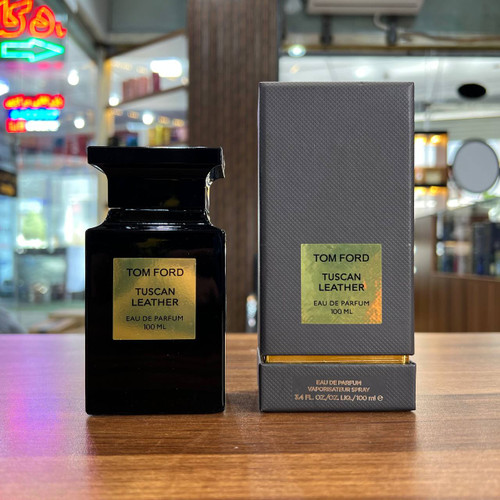 TOM FORD
TUSCAN
LEATHER
EAU DE PARFUM
100 ML
TOM FORD
TUSCAN
LEATHER
EAU DE PARFUM
100 ML
EAU DE PARFUM
VAPORISATEUR SPRAY
3.4 FL. OZ./OZ. LIQ./100 ml e